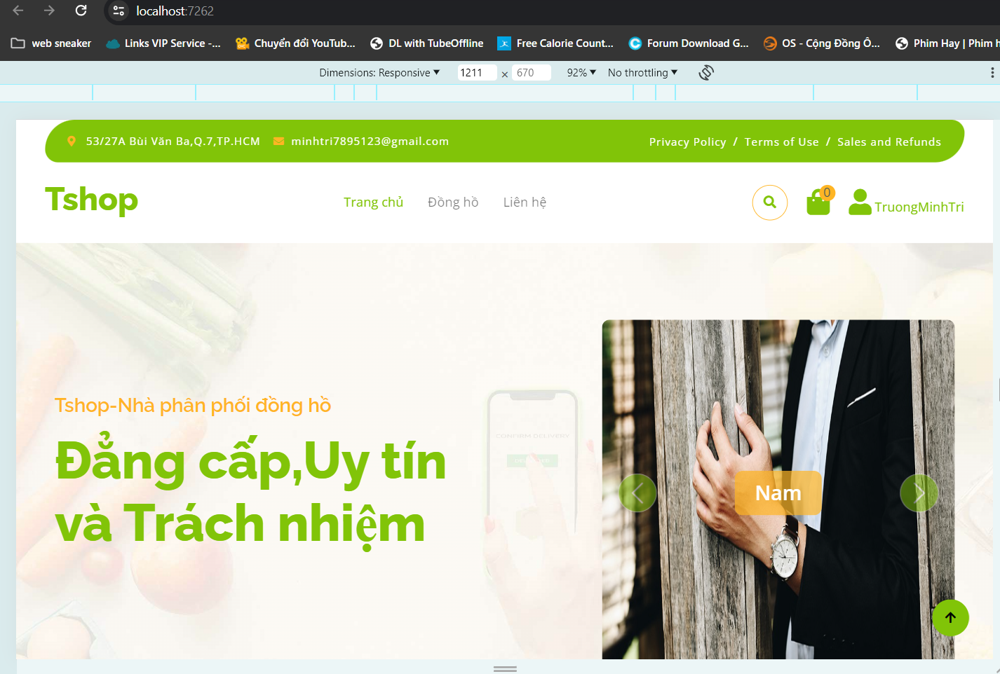 localhost:7262
web sneaker Links VIP Service -... Chuyển đổi YouTub... DL with TubeOffline Free Calorie Count... Forum Download G... OS - Cộng Đồng Ô... Phim Hay | Phim h
Dimensions: Responsive 1211 × 670 92% No throttling
53/27A Bùi Văn Ba,Q.7,TP.HCM minhtri7895123@gmail.com Privacy Policy / Terms of Use / Sales and Refunds
Tshop Trang chủ Đồng hồ Liên hệ 0 TruongMinhTri
Tshop-Nhà phân phối đồng hồ
Đẳng cấp,Uy tín
và Trách nhiệm
CONFIRM DELIVERY
Nam